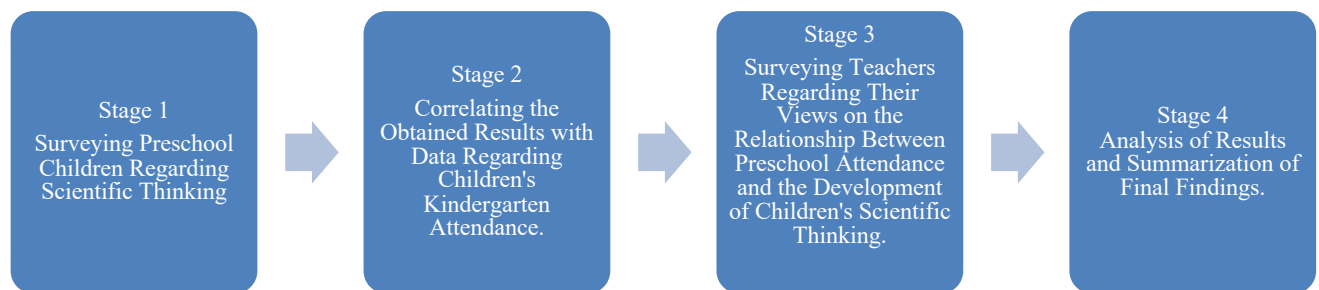 Stage 1
Surveying Preschool
Children Regarding
Scientific Thinking
Stage 2
Correlating the
Obtained Results with
Data Regarding
Children's
Kindergarten
Attendance.
Stage 3
Surveying Teachers
Regarding Their
Views on the
Relationship Between
Preschool Attendance
and the Development
of Children's Scientific
Thinking.
Stage 4
Analysis of Results
and Summarization of
Final Findings.